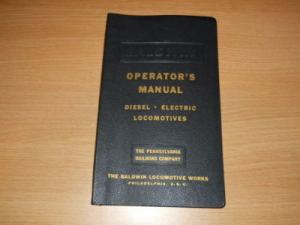 OPERATOR'S
MANUAL
DIESEL · ELECTRIC
LOCOMOTIVES
THE PENNSYLVANIA
RAILROAD COMPANY
THE BALDWIN LOCOMOTIVE WORKS
PHILADELPHIA, U. S. A.